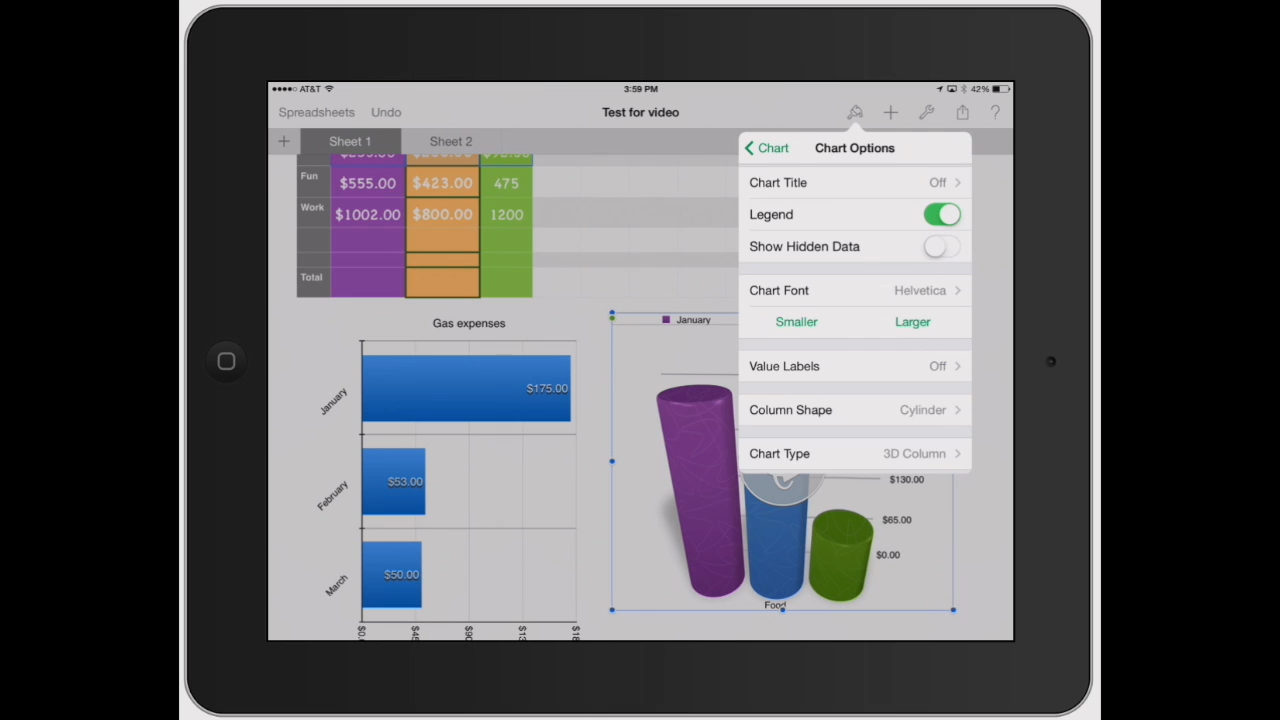 AT&T 3:59 PM 42%
Spreadsheets Undo Test for video + ?
+ Sheet 1 Sheet 2
Chart Chart Options
Chart Title Off
Legend
Show Hidden Data
Chart Font Helvetica
Smaller Larger
Value Labels Off
Column Shape Cylinder
Chart Type 3D Column
Fun $555.00 $423.00 475
Work $1002.00 $800.00 1200
Total
Gas expenses
January $175.00
February $53.00
March $50.00
January
$130.00
$65.00
$0.00
Food